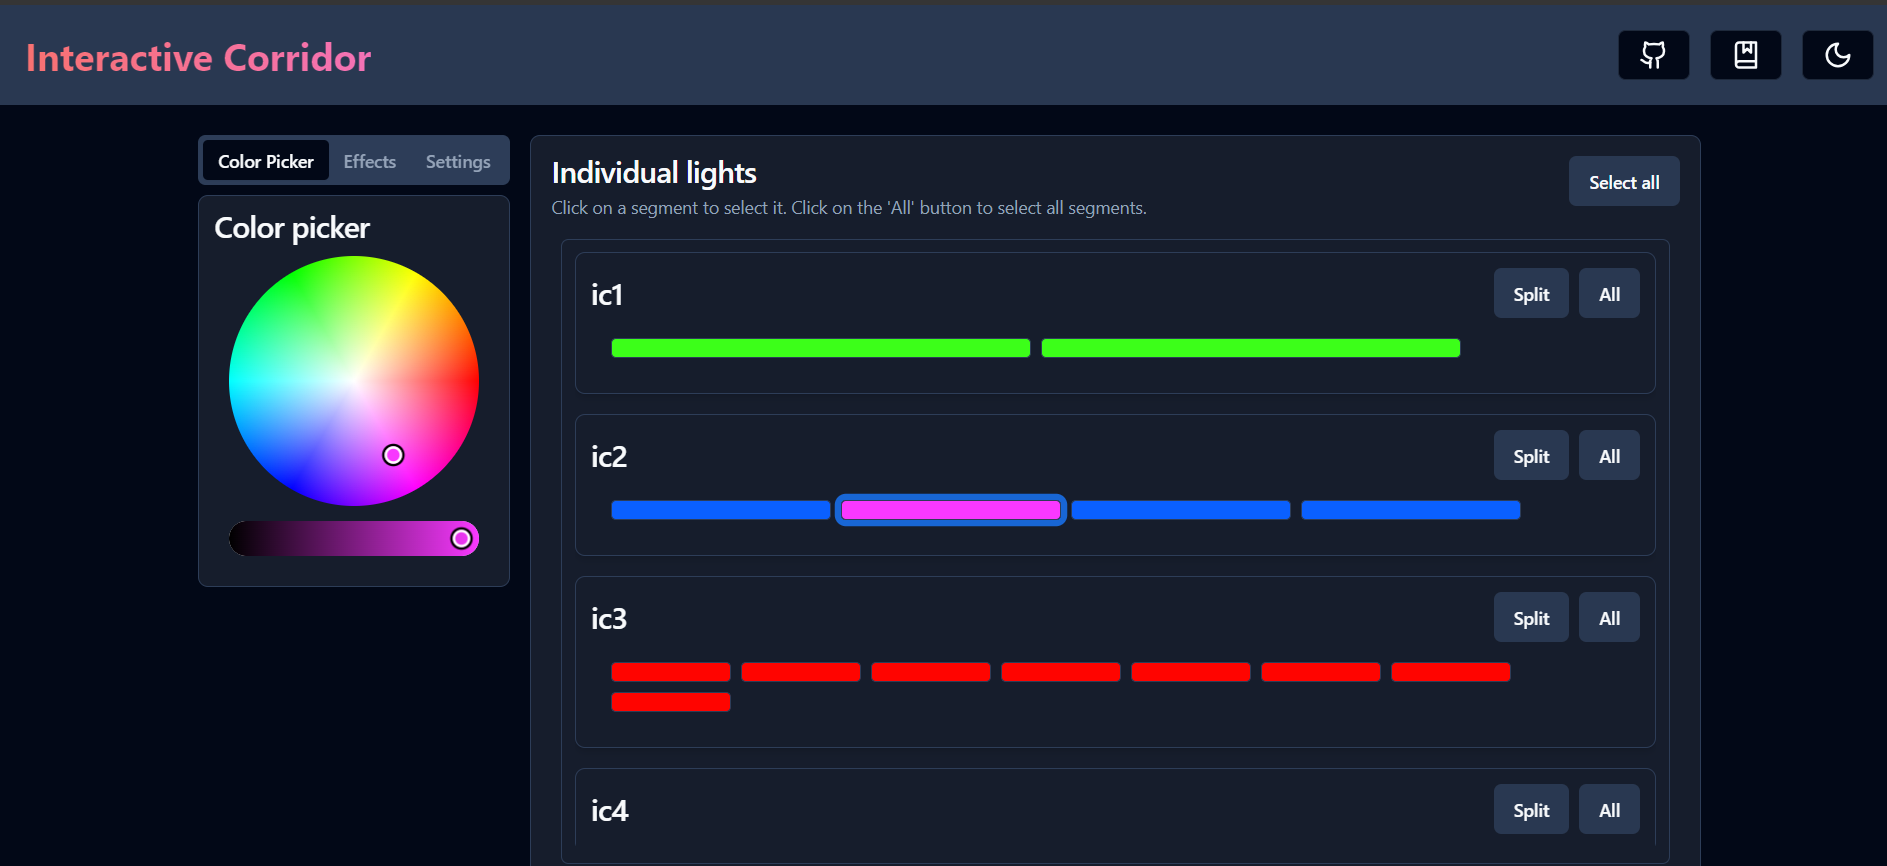 Interactive Corridor
Color Picker Effects Settings
Color picker
Individual lights
Click on a segment to select it. Click on the 'All' button to select all segments.
Select all
ic1
Split All
ic2
Split All
ic3
Split All
ic4
Split All